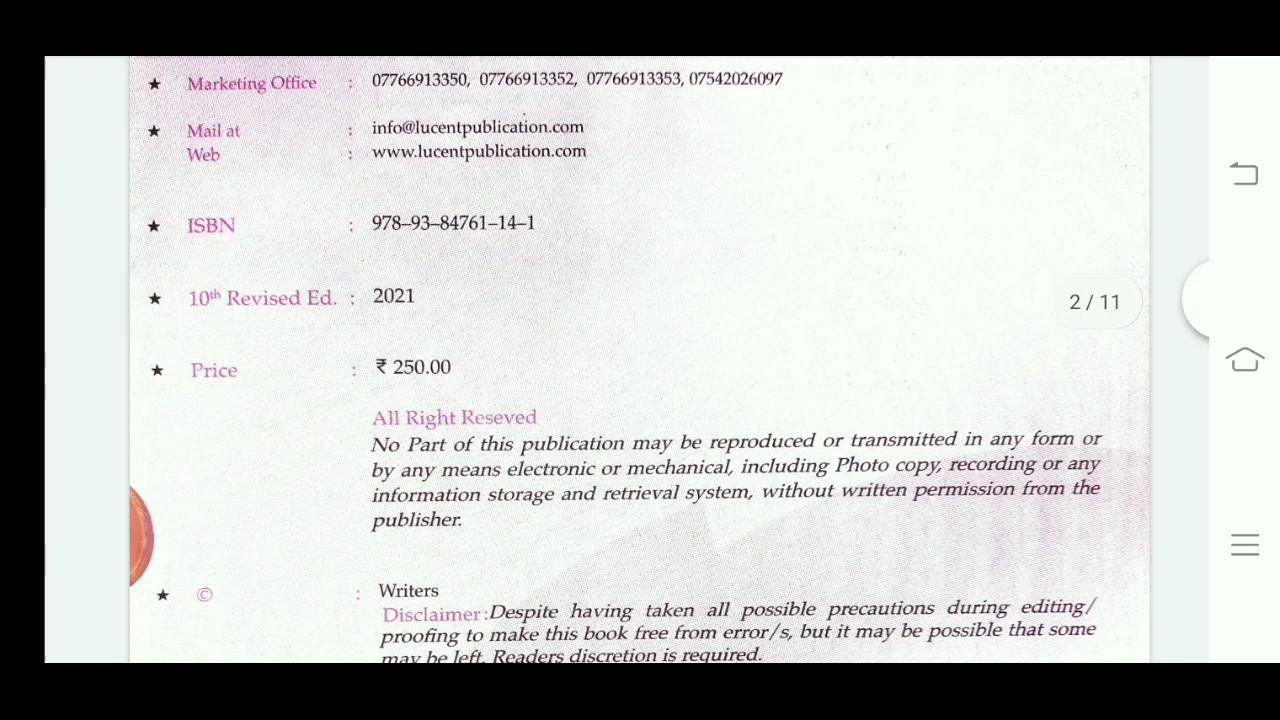 ★ Marketing Office : 07766913350, 07766913352, 07766913353, 07542026097
★ Mail at : info@lucentpublication.com
Web : www.lucentpublication.com
★ ISBN : 978–93–84761–14–1
★ 10th Revised Ed. : 2021
2 / 11
★ Price : ₹ 250.00
All Right Reseved
No Part of this publication may be reproduced or transmitted in any form or
by any means electronic or mechanical, including Photo copy, recording or any
information storage and retrieval system, without written permission from the
publisher.
★ © : Writers
Disclaimer :Despite having taken all possible precautions during editing/
proofing to make this book free from error/s, but it may be possible that some
may be left. Readers discretion is required.